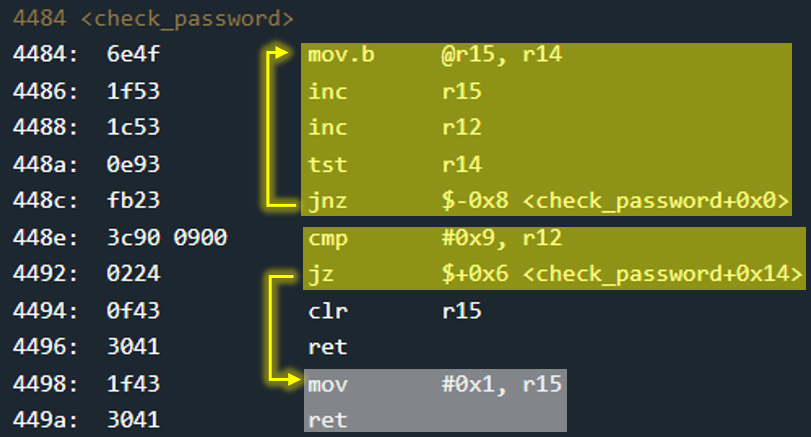 4484 <check_password>
4484: 6e4f mov.b @r15, r14
4486: 1f53 inc r15
4488: 1c53 inc r12
448a: 0e93 tst r14
448c: fb23 jnz $-0x8 <check_password+0x0>
448e: 3c90 0900 cmp #0x9, r12
4492: 0224 jz $+0x6 <check_password+0x14>
4494: 0f43 clr r15
4496: 3041 ret
4498: 1f43 mov #0x1, r15
449a: 3041 ret